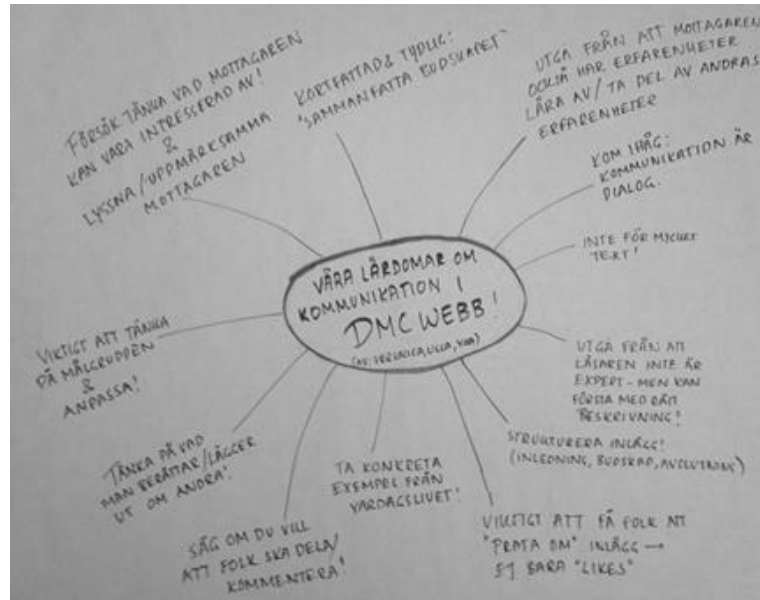 FÖRSÖK TÄNKA VAD MOTTAGAREN
KAN VARA INTRESSERAD AV!
&
LYSSNA/UPPMÄRKSAMMA
MOTTAGAREN
KORTFATTAD & TYDLIG:
"SAMMANFATTA BUDSKAPET"
UTGÅ FRÅN ATT MOTTAGAREN
OCKSÅ HAR ERFARENHETER
LÄRA AV/TA DEL AV ANDRAS
ERFARENHETER
KOM IHÅG:
KOMMUNIKATION ÄR
DIALOG.
INTE FÖR MYCKET
TEXT!
VÅRA LÄRDOMAR OM
KOMMUNIKATION I
DMC WEBB!
(AV: VERONICA, ULLA,
UTGÅ FRÅN ATT
LÄSAREN INTE ÄR
EXPERT - MEN KAN
FÖRSTÅ MED RÄTT
BESKRIVNING!
STRUKTURERA INLÄGG!
(INLEDNING, BUDSKAP, AVSLUTNING)
VIKTIGT ATT FÅ FOLK ATT
"PRATA OM" INLÄGG →
EJ BARA "LIKES"
TA KONKRETA
EXEMPEL FRÅN
VARDAGSLIVET!
SÄG OM DU VILL
ATT FOLK SKA DELA/
KOMMENTERA!
TÄNKA PÅ VAD
MAN BERÄTTAR/LÄGGER
UT OM ANDRA!
VIKTIGT ATT TÄNKA
PÅ MÅLGRUPPEN
&
ANPASSA!